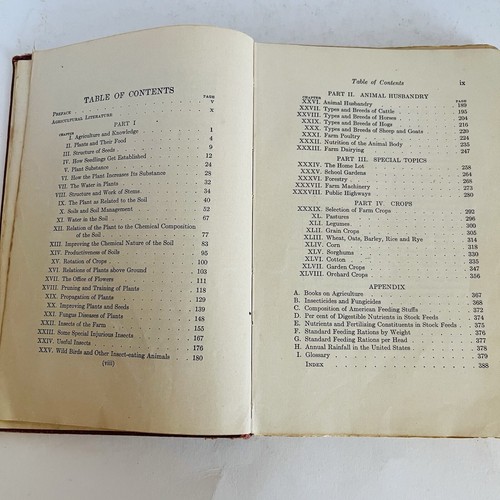 TABLE OF CONTENTS
PAGE
PREFACE v
AGRICULTURAL LITERATURE x
PART I
CHAPTER
I. Agriculture and Knowledge 1
II. Plants and Their Food 4
III. Structure of Seeds 9
IV. How Seedlings Get Established 12
V. Plant Substance 24
VI. How the Plant Increases Its Substance 28
VII. The Water in Plants 32
VIII. Structure and Work of Stems 34
IX. The Plant as Related to the Soil 40
X. Soils and Soil Management 52
XI. Water in the Soil 67
XII. Relation of the Plant to the Chemical Composition
of the Soil 77
XIII. Improving the Chemical Nature of the Soil 83
XIV. Productiveness of Soils 95
XV. Rotation of Crops 100
XVI. Relations of Plants above Ground 103
XVII. The Office of Flowers 111
XVIII. Pruning and Training of Plants 118
XIX. Propagation of Plants 129
XX. Improving Plants and Seeds 139
XXI. Fungus Diseases of Plants 148
XXII. Insects of the Farm 155
XXIII. Some Special Injurious Insects 167
XXIV. Useful Insects 176
XXV. Wild Birds and Other Insect-eating Animals 180
(viii)
Table of Contents ix
PART II. ANIMAL HUSBANDRY
CHAPTER PAGE
XXVI. Animal Husbandry 189
XXVII. Types and Breeds of Cattle 195
XXVIII. Types and Breeds of Horses 204
XXIX. Types and Breeds of Hogs 216
XXX. Types and Breeds of Sheep and Goats 220
XXXI. Farm Poultry 224
XXXII. Nutrition of the Animal Body 235
XXXIII. Farm Dairying 247
PART III. SPECIAL TOPICS
XXXIV. The Home Lot 258
XXXV. School Gardens 264
XXXVI. Forestry 268
XXXVII. Farm Machinery 273
XXXVIII. Public Highways 280
PART IV. CROPS
XXXIX. Selection of Farm Crops 292
XL. Pastures 296
XLI. Legumes 301
XLII. Grain Crops 304
XLIII. Wheat, Oats, Barley, Rice and Rye 314
XLIV. Corn 318
XLV. Sorghums 330
XLVI. Cotton 335
XLVII. Garden Crops 347
XLVIII. Orchard Crops 356
APPENDIX
A. Books on Agriculture 367
B. Insecticides and Fungicides 368
C. Composition of American Feeding Stuffs 372
D. Per cent of Digestible Nutrients in Stock Feeds 374
E. Nutrients and Fertilising Constituents in Stock Feeds 375
F. Standard Feeding Rations by Weight 376
G. Standard Feeding Rations per Head 377
H. Annual Rainfall in the United States 378
I. Glossary 379
INDEX 388